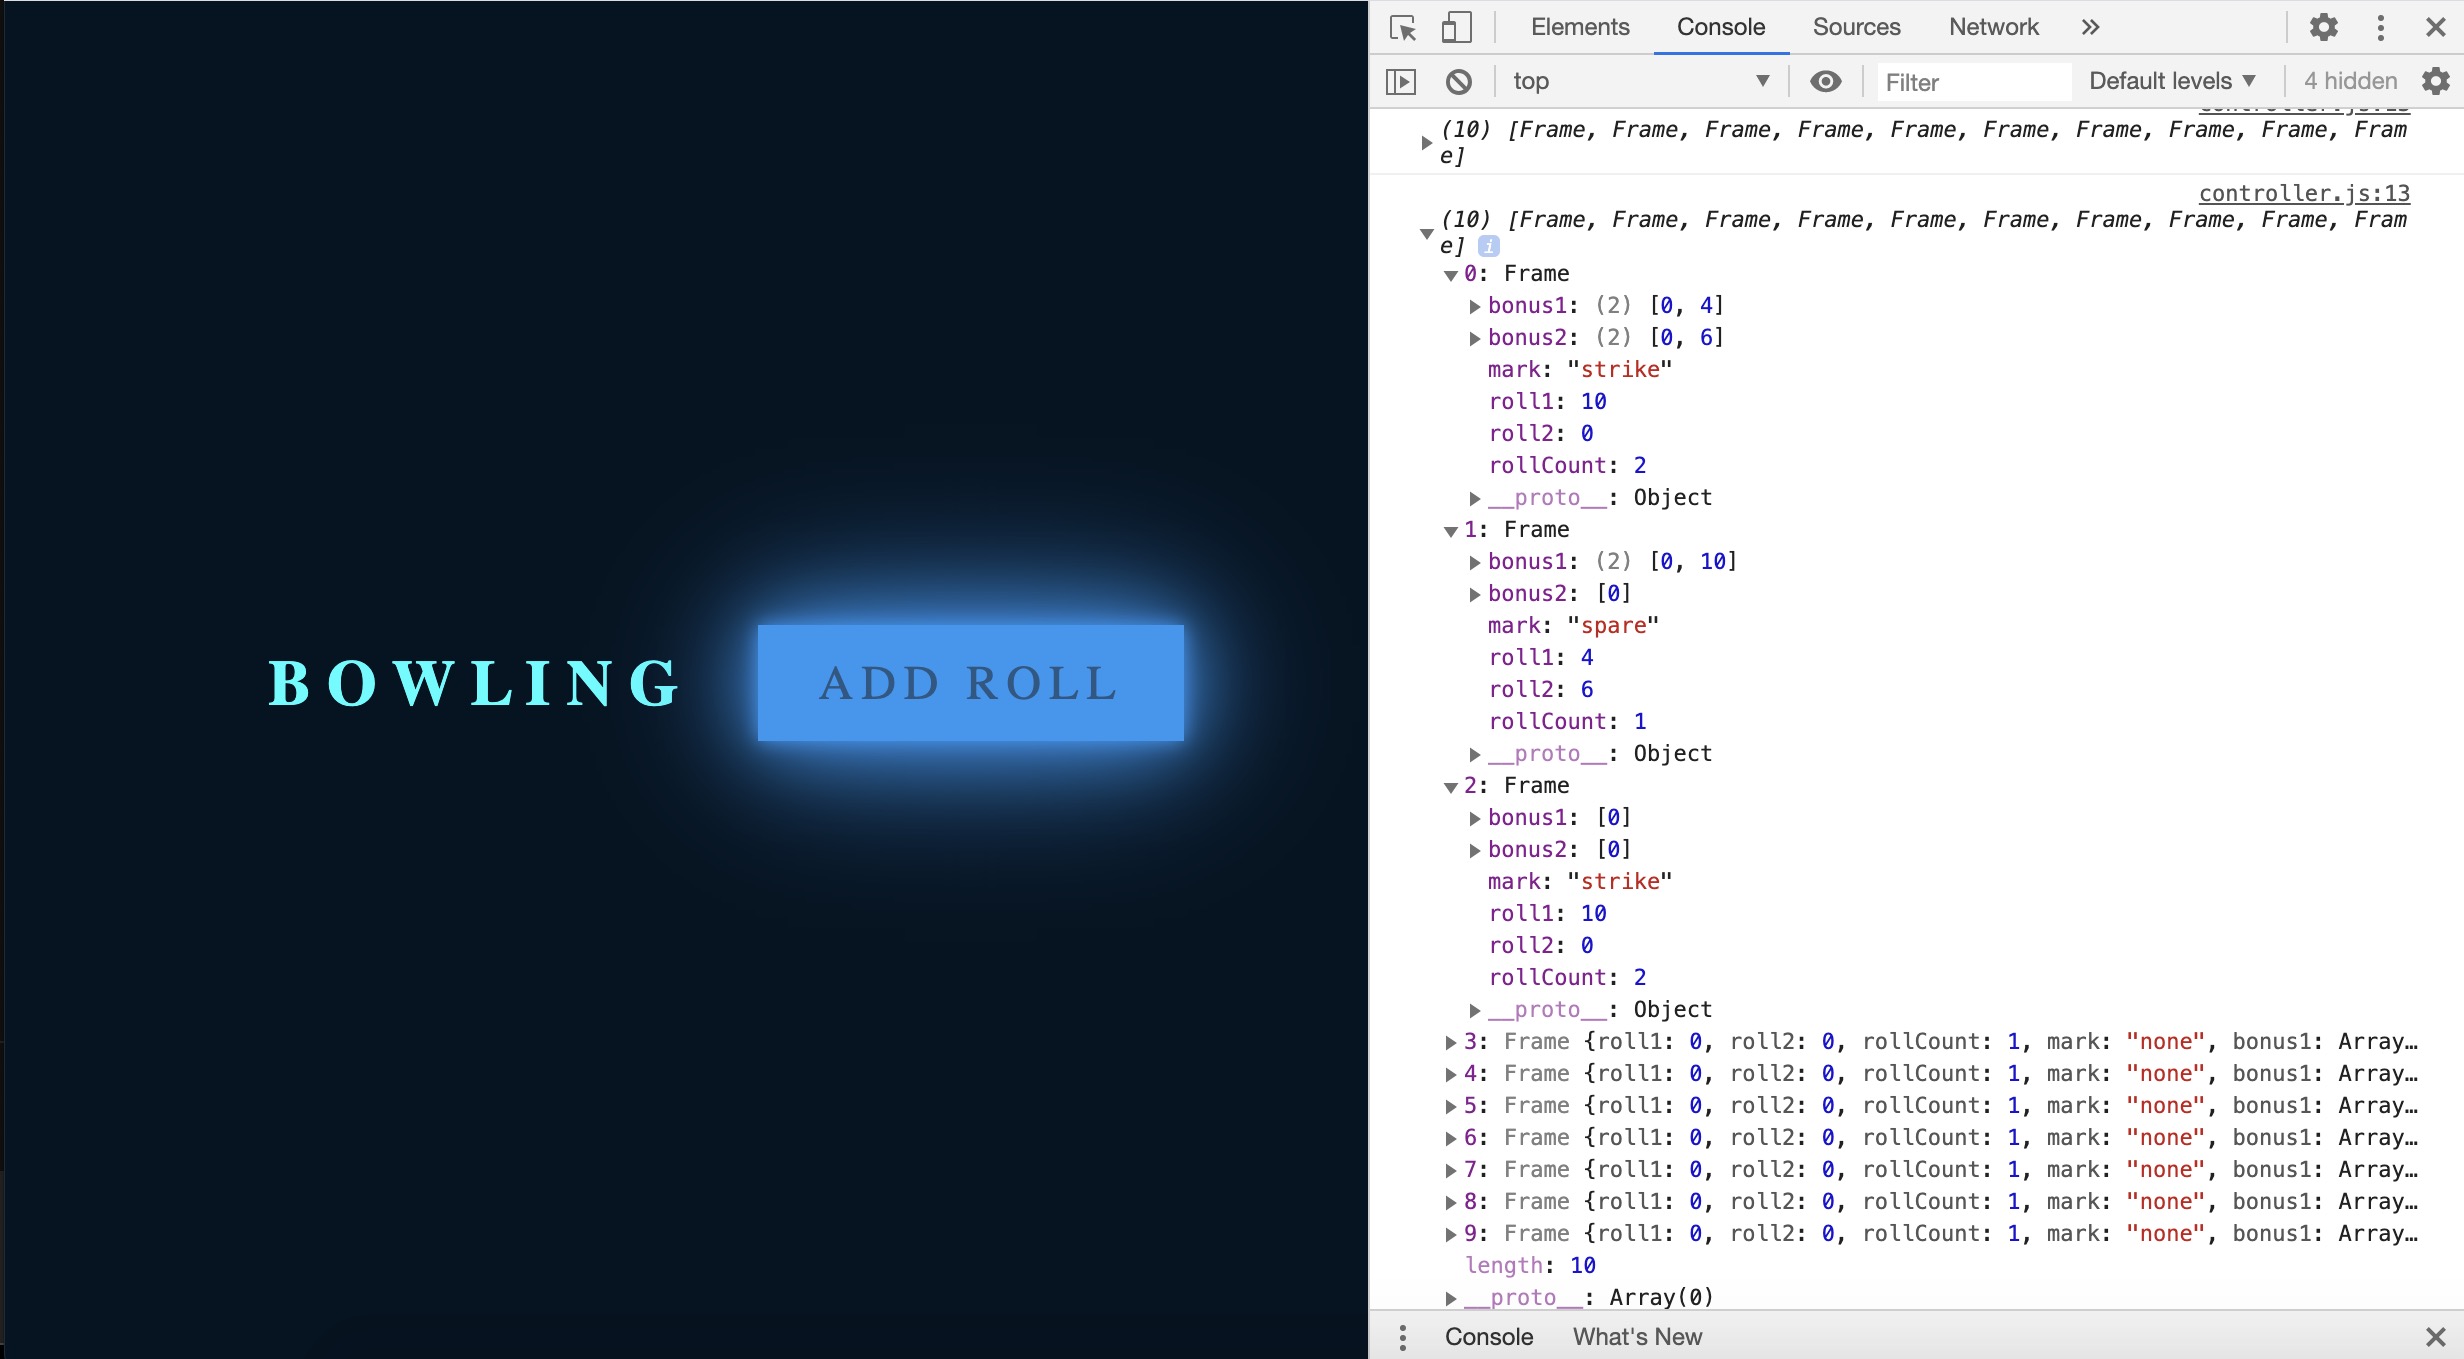 BOWLING
ADD ROLL
Elements Console Sources Network
top Filter Default levels 4 hidden
(10) [Frame, Frame, Frame, Frame, Frame, Frame, Frame, Frame, Frame, Fram
e]
controller.js:13
(10) [Frame, Frame, Frame, Frame, Frame, Frame, Frame, Frame, Frame, Fram
e] i
0: Frame
bonus1: (2) [0, 4]
bonus2: (2) [0, 6]
mark: "strike"
roll1: 10
roll2: 0
rollCount: 2
__proto__: Object
1: Frame
bonus1: (2) [0, 10]
bonus2: [0]
mark: "spare"
roll1: 4
roll2: 6
rollCount: 1
__proto__: Object
2: Frame
bonus1: [0]
bonus2: [0]
mark: "strike"
roll1: 10
roll2: 0
rollCount: 2
__proto__: Object
3: Frame {roll1: 0, roll2: 0, rollCount: 1, mark: "none", bonus1: Array…
4: Frame {roll1: 0, roll2: 0, rollCount: 1, mark: "none", bonus1: Array…
5: Frame {roll1: 0, roll2: 0, rollCount: 1, mark: "none", bonus1: Array…
6: Frame {roll1: 0, roll2: 0, rollCount: 1, mark: "none", bonus1: Array…
7: Frame {roll1: 0, roll2: 0, rollCount: 1, mark: "none", bonus1: Array…
8: Frame {roll1: 0, roll2: 0, rollCount: 1, mark: "none", bonus1: Array…
9: Frame {roll1: 0, roll2: 0, rollCount: 1, mark: "none", bonus1: Array…
length: 10
__proto__: Array(0)
Console What's New